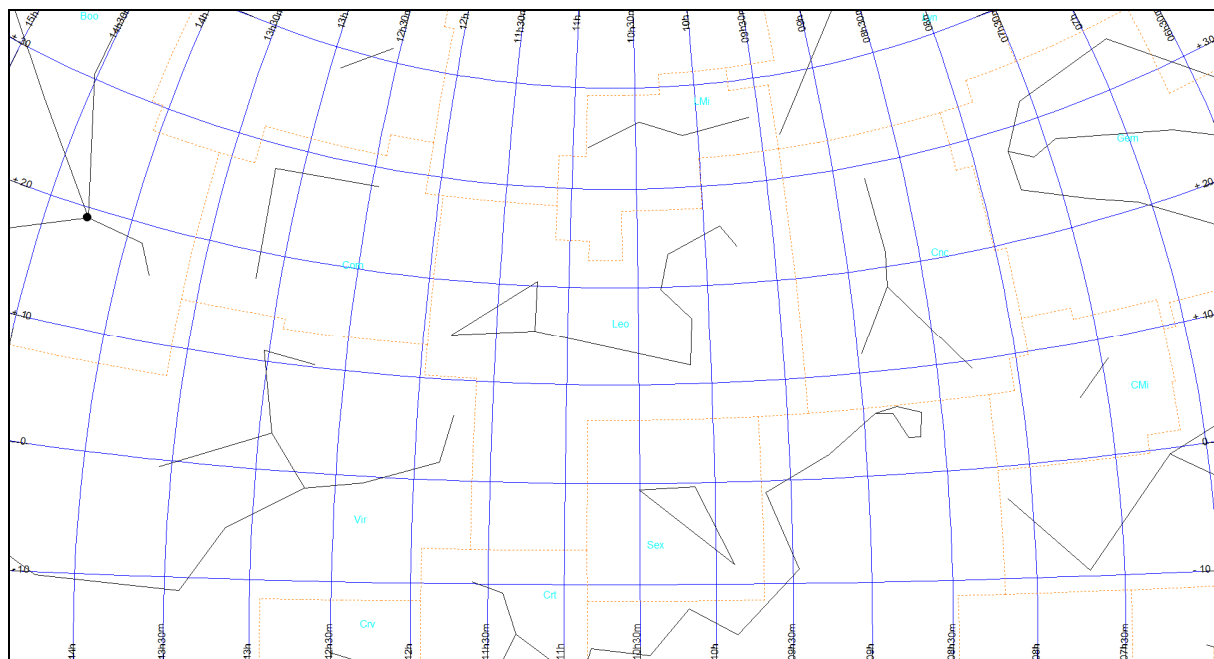 15h
Boo
14h30m
14h
13h30m
13h
12h30m
12h
11h30m
11h
10h30m
10h
09h30m
09h
08h30m
08h
07h30m
07h
06h30m
+ 30
+ 30
LMi
Gem
+ 20
+ 20
Com
Cnc
+ 10
Leo
+ 10
CMi
- 0
0
Vir
Sex
- 10
- 10
Crt
Crv
14h
13h30m
13h
12h30m
12h
11h30m
11h
10h30m
10h
09h30m
09h
08h30m
08h
07h30m